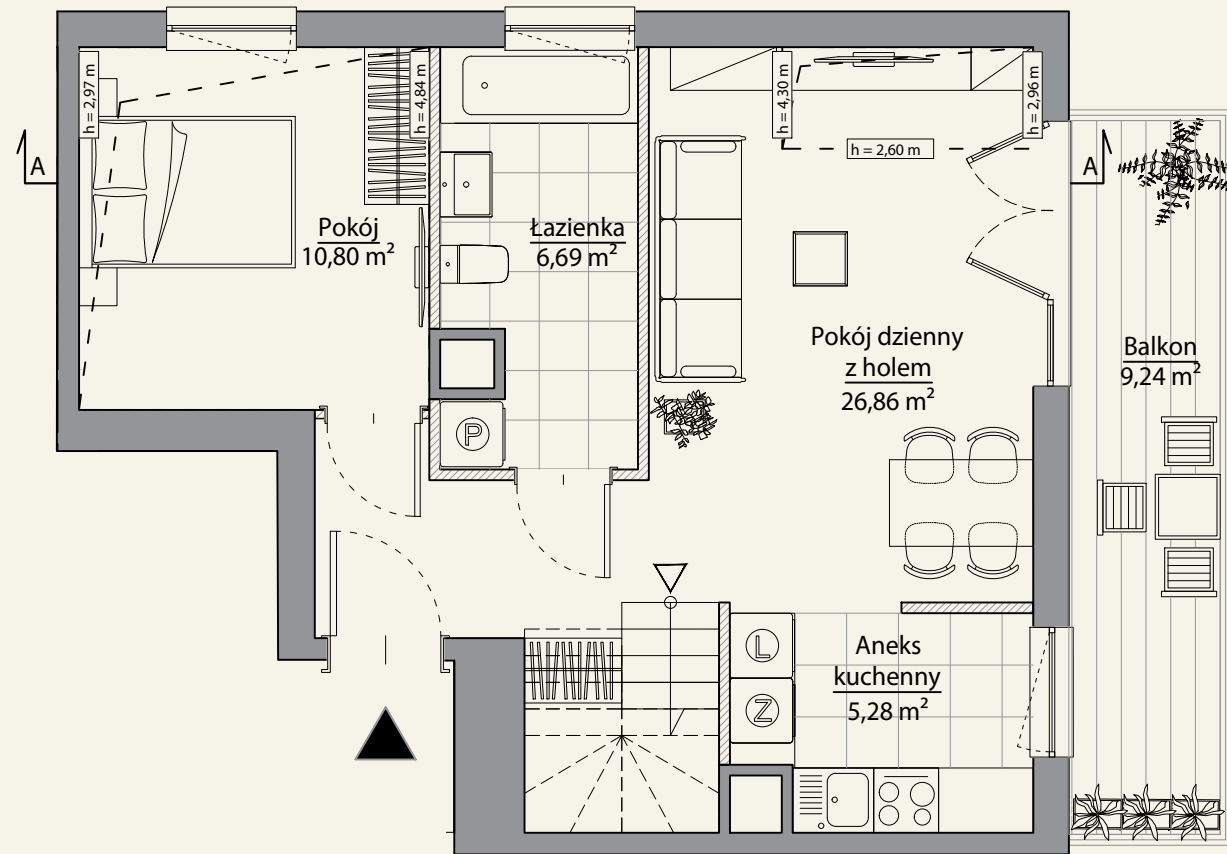 h = 2,97 m
h = 4,84 m
h = 4,30 m
h = 2,96 m
h = 2,60 m
A
A
Pokój
10,80 m²
Łazienka
6,69 m²
Pokój dzienny
z holem
26,86 m²
Balkon
9,24 m²
P
Aneks
kuchenny
5,28 m²
L
Z